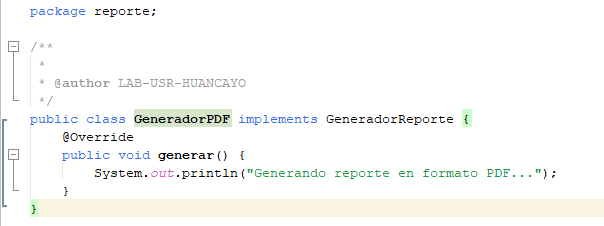 package reporte;
/**
 *
 * @author LAB-USR-HUANCAYO
 */
public class GeneradorPDF implements GeneradorReporte {
    @Override
    public void generar() {
        System.out.println("Generando reporte en formato PDF...");
    }
}